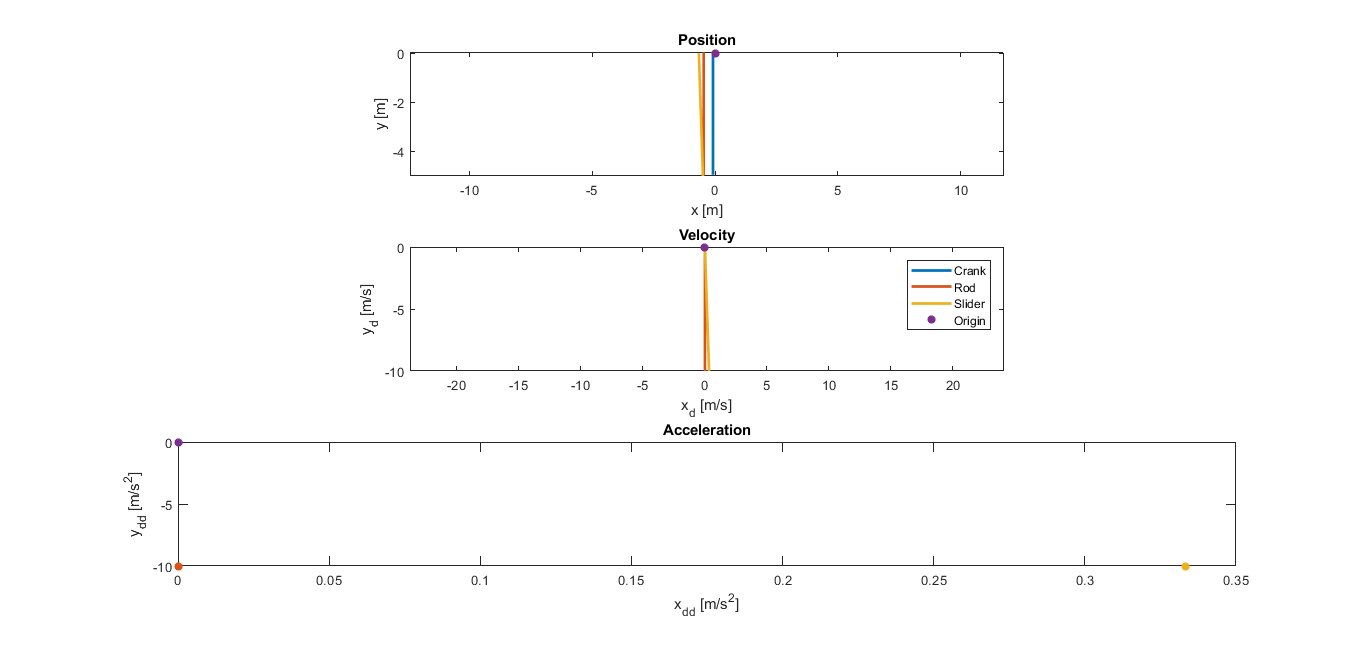 Position
0
-2
-4
y [m]
-10
-5
0
5
10
x [m]
Velocity
0
-5
-10
y_d [m/s]
Crank
Rod
Slider
Origin
-20
-15
-10
-5
0
5
10
15
20
x_d [m/s]
Acceleration
0
-5
-10
y_dd [m/s^2]
0
0.05
0.1
0.15
0.2
0.25
0.3
0.35
x_dd [m/s^2]